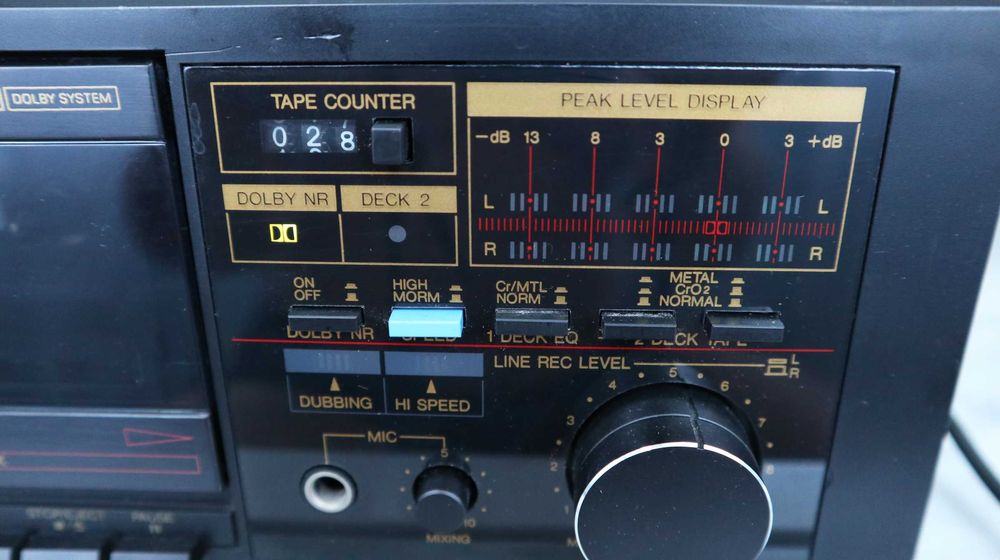 DOLBY SYSTEM
TAPE COUNTER
0 2 8
PEAK LEVEL DISPLAY
-dB 13 8 3 0 3 +dB
L L
R R
DOLBY NR
DECK 2
ON
OFF
DOLBY NR
HIGH
MORM
SPEED
Cr/MTL
NORM
1 DECK EQ
METAL
CrO2
NORMAL
2 DECK TAPE
DUBBING
HI SPEED
LINE REC LEVEL
L
R
1 2 3 4 5 6 7 8
MIC
5
10
MIXING
STOP/EJECT
PAUSE